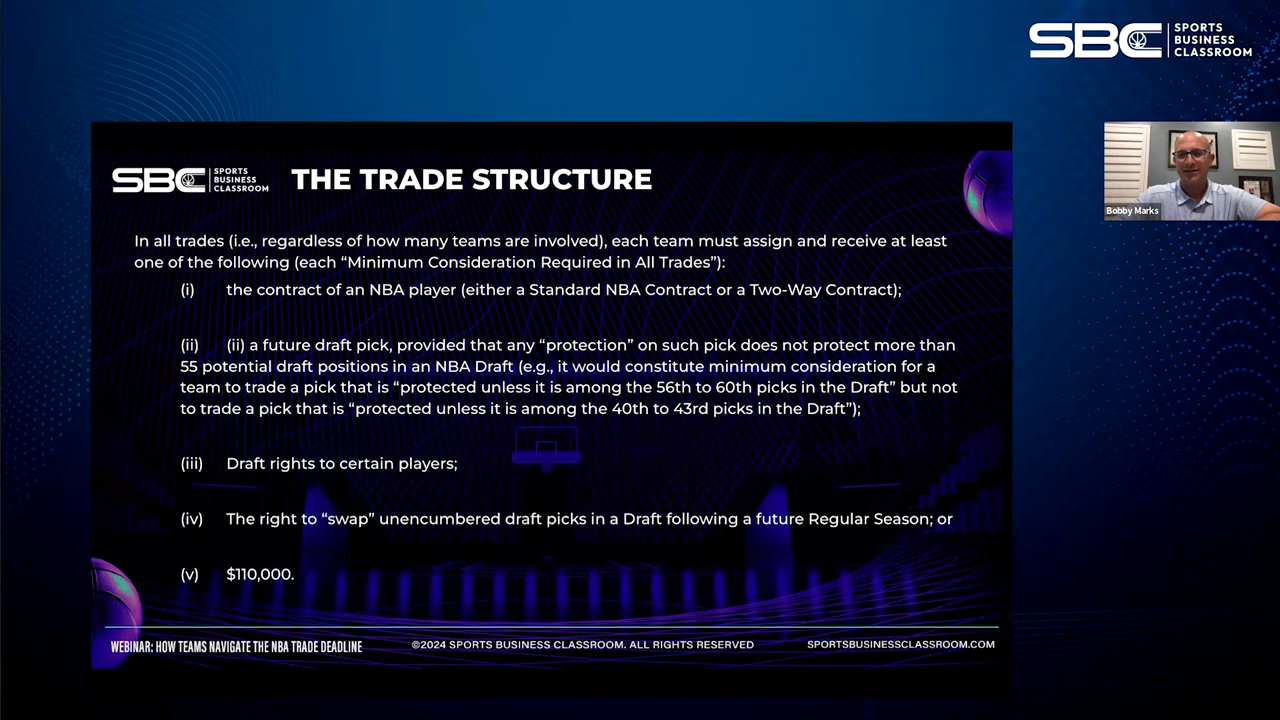 SBC SPORTS
BUSINESS
CLASSROOM
Bobby Marks
SBC SPORTS
BUSINESS
CLASSROOM
THE TRADE STRUCTURE
In all trades (i.e., regardless of how many teams are involved), each team must assign and receive at least
one of the following (each “Minimum Consideration Required in All Trades”):
(i) the contract of an NBA player (either a Standard NBA Contract or a Two-Way Contract);
(ii) (ii) a future draft pick, provided that any “protection” on such pick does not protect more than
55 potential draft positions in an NBA Draft (e.g., it would constitute minimum consideration for a
team to trade a pick that is “protected unless it is among the 56th to 60th picks in the Draft” but not
to trade a pick that is “protected unless it is among the 40th to 43rd picks in the Draft”);
(iii) Draft rights to certain players;
(iv) The right to “swap” unencumbered draft picks in a Draft following a future Regular Season; or
(v) $110,000.
WEBINAR: HOW TEAMS NAVIGATE THE NBA TRADE DEADLINE
©2024 SPORTS BUSINESS CLASSROOM. ALL RIGHTS RESERVED
SPORTSBUSINESSCLASSROOM.COM